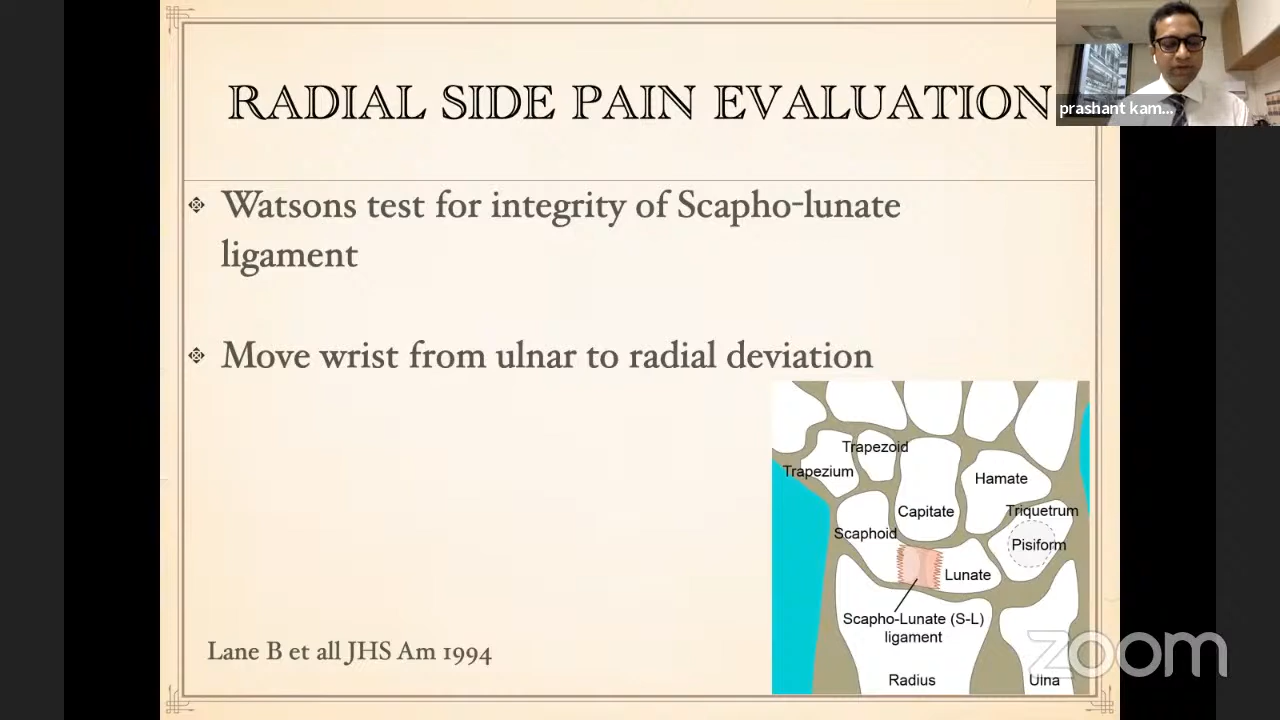 RADIAL SIDE PAIN EVALUATION
prashant kam...
Watsons test for integrity of Scapho-lunate
ligament
Move wrist from ulnar to radial deviation
Trapezoid
Trapezium
Hamate
Capitate
Triquetrum
Scaphoid
Pisiform
Lunate
Scapho-Lunate (S-L)
ligament
Radius
Ulna
Lane B et all JHS Am 1994
zoom